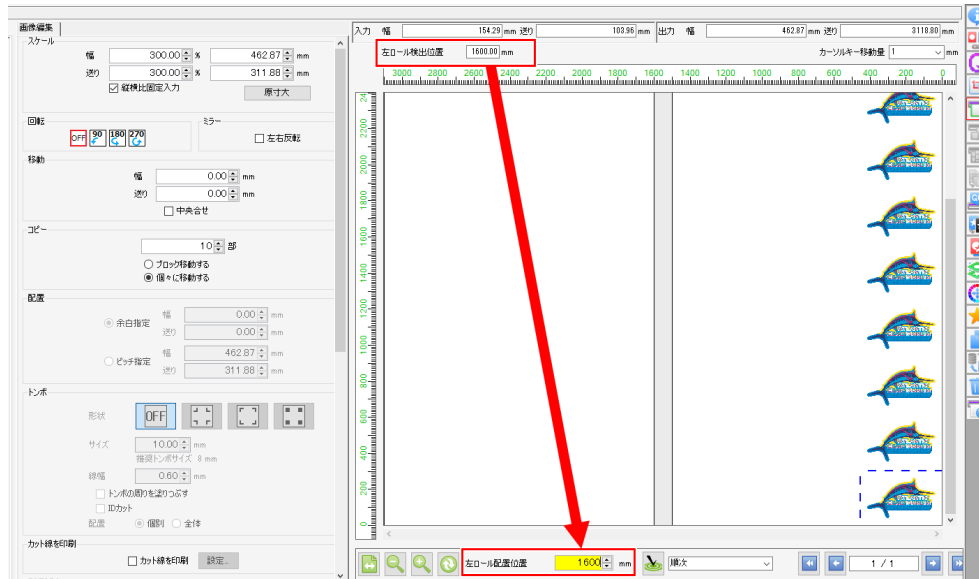 画像編集
スケール
幅 300.00 % 462.87 mm
送り 300.00 % 311.88 mm
縦横比固定入力 原寸大
回転
OFF 90 180 270
ミラー
左右反転
移動
幅 0.00 mm
送り 0.00 mm
中央合せ
コピー
10 部
ブロック移動する
個々に移動する
配置
余白指定 幅 0.00 mm
送り 0.00 mm
ピッチ指定 幅 462.87 mm
送り 311.88 mm
トンボ
形状 OFF
サイズ 10.00 mm
推奨トンボサイズ 8 mm
線幅 0.60 mm
トンボの周りを塗りつぶす
IDカット
配置 個別 全体
カット線を印刷
カット線を印刷 設定...
入力 幅 154.29 mm 送り 103.96 mm 出力 幅 462.87 mm 送り 3118.80 mm
左ロール検出位置 1600.00 mm カーソルキー移動量 1 mm
3000 2800 2600 2400 2200 2000 1800 1600 1400 1200 1000 800 600 400 200 0
24
2200
2000
1800
1600
1400
1200
1000
800
600
400
200
0
左ロール配置位置 1600 mm 順次 1 / 1